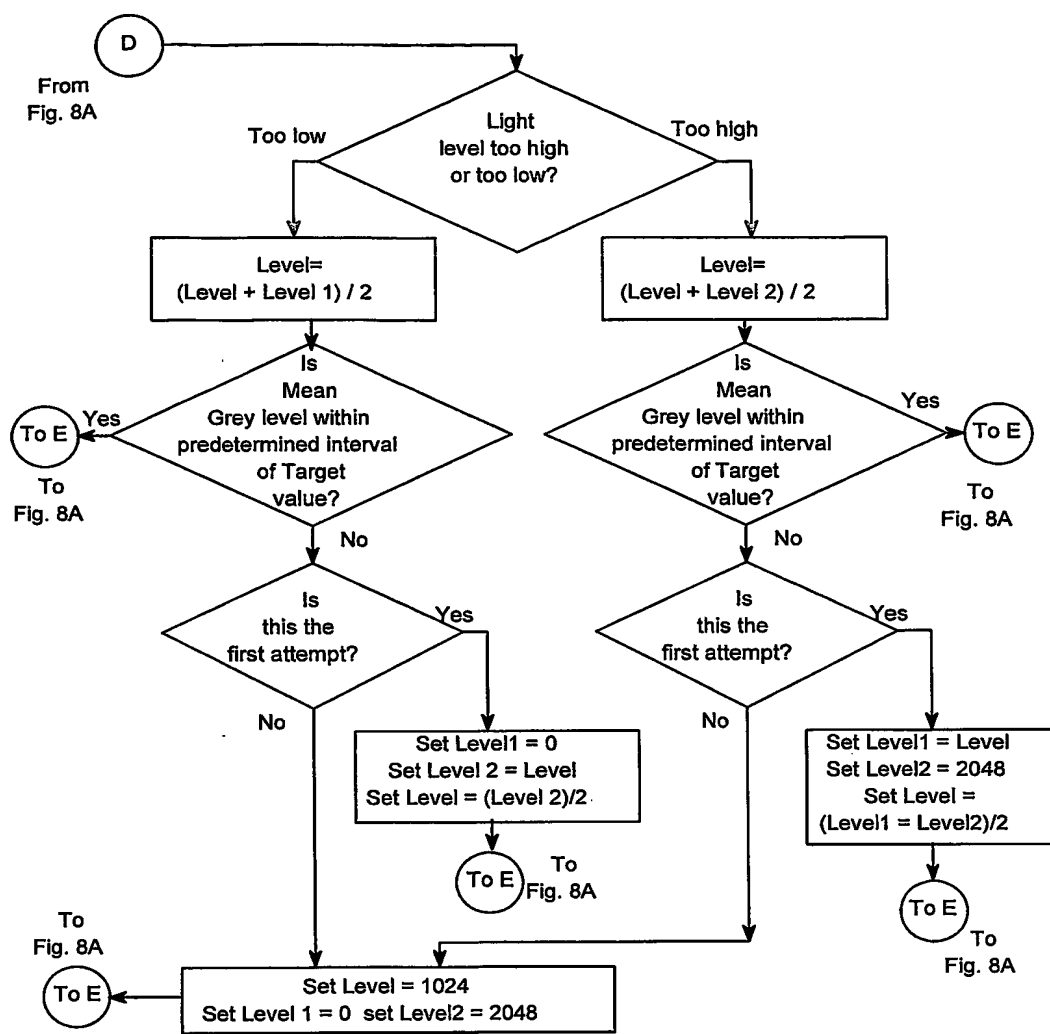 D
From
Fig. 8A
Light
level too high
or too low?
Too low
Too high
Level=
(Level + Level 1) / 2
Level=
(Level + Level 2) / 2
Is
Mean
Grey level within
predetermined interval
of Target
value?
Yes
To E
To
Fig. 8A
No
Is
Mean
Grey level within
predetermined interval
of Target
value?
Yes
To E
To
Fig. 8A
No
Is
this the
first attempt?
Yes
No
Is
this the
first attempt?
Yes
No
Set Level1 = 0
Set Level 2 = Level
Set Level = (Level 2)/2
To E
To
Fig. 8A
Set Level1 = Level
Set Level2 = 2048
Set Level =
(Level1 = Level2)/2
To E
To
Fig. 8A
To
Fig. 8A
To E
Set Level = 1024
Set Level 1 = 0 set Level2 = 2048